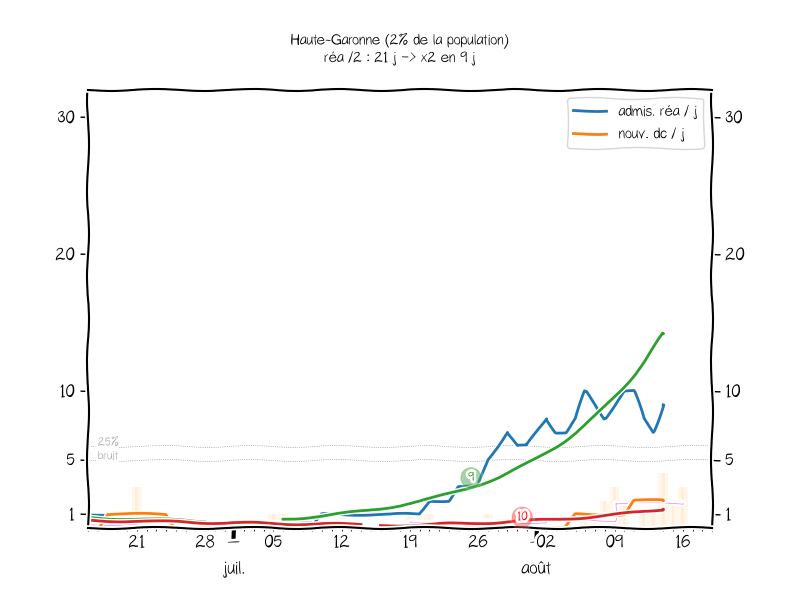 Haute-Garonne (2% de la population)
réa /2 : 21 j -> x2 en 9 j
admis. réa / j
nouv. dc / j
30 30
20 20
10 10
25%
bruit
5 5
9
1 1
10
21 28 05 12 19 26 02 09 16
juil. août